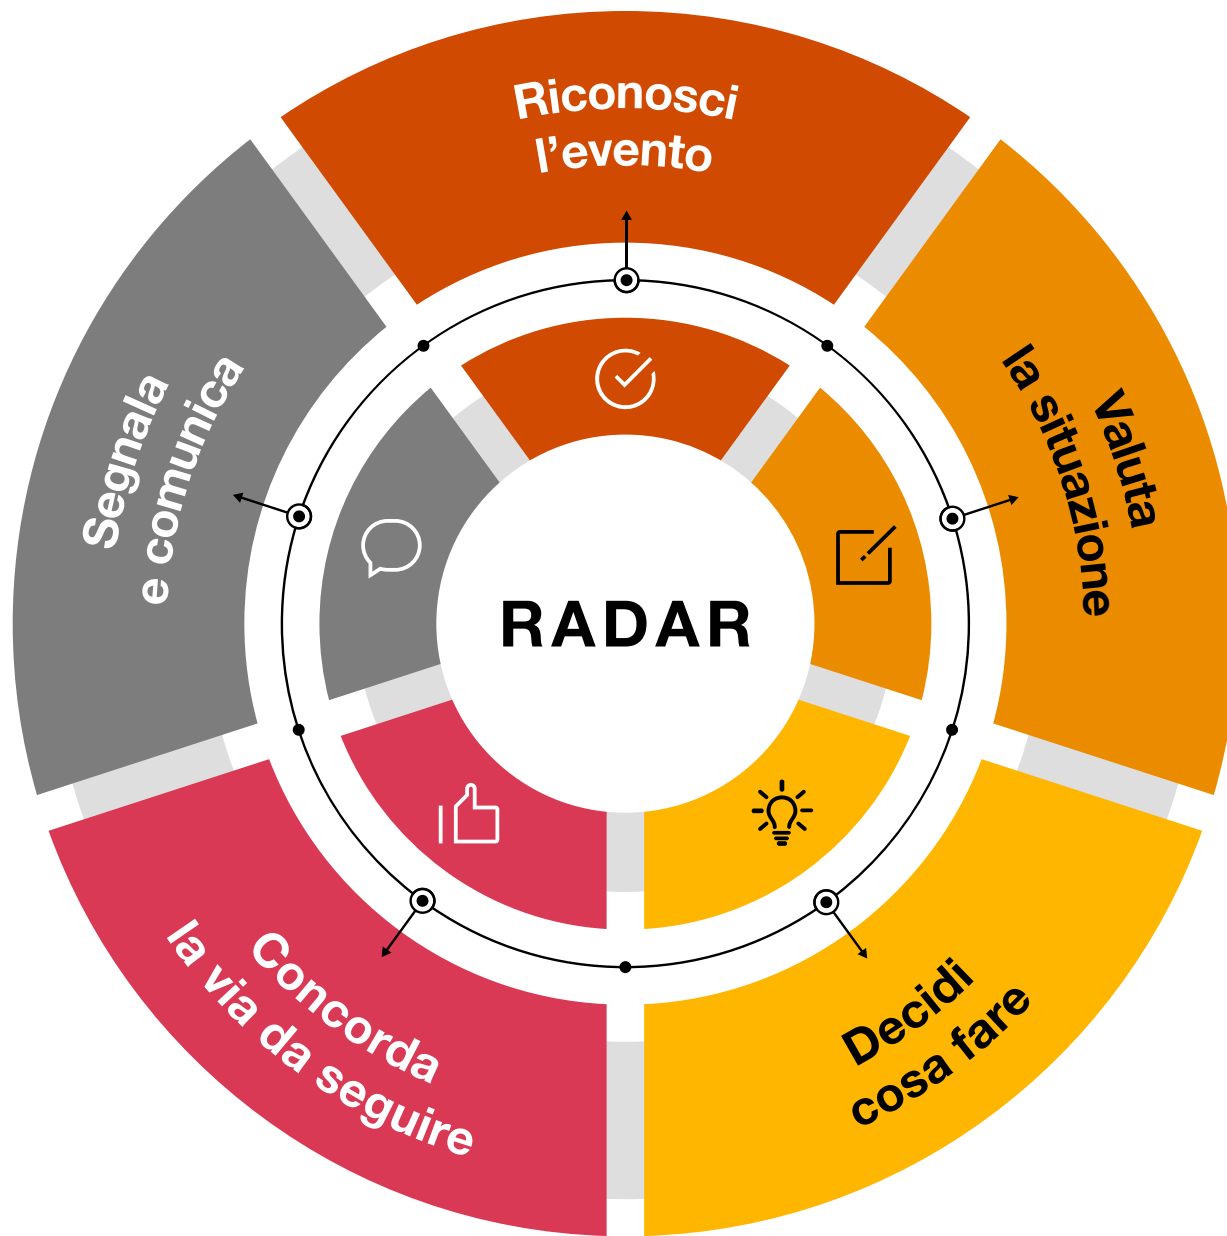 Riconosci
l’evento
Valuta
la situazione
Decidi
cosa fare
Concorda
la via da seguire
Segnala
e comunica
RADAR